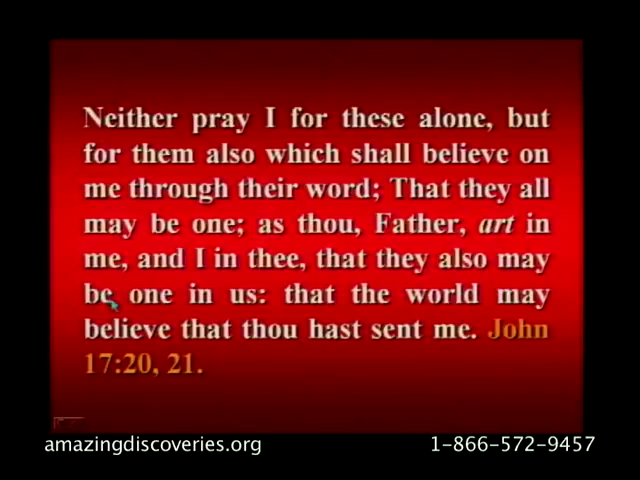 Neither pray I for these alone, but
for them also which shall believe on
me through their word; That they all
may be one; as thou, Father, art in
me, and I in thee, that they also may
be one in us: that the world may
believe that thou hast sent me. John
17:20, 21.
amazingdiscoveries.org
1-866-572-9457